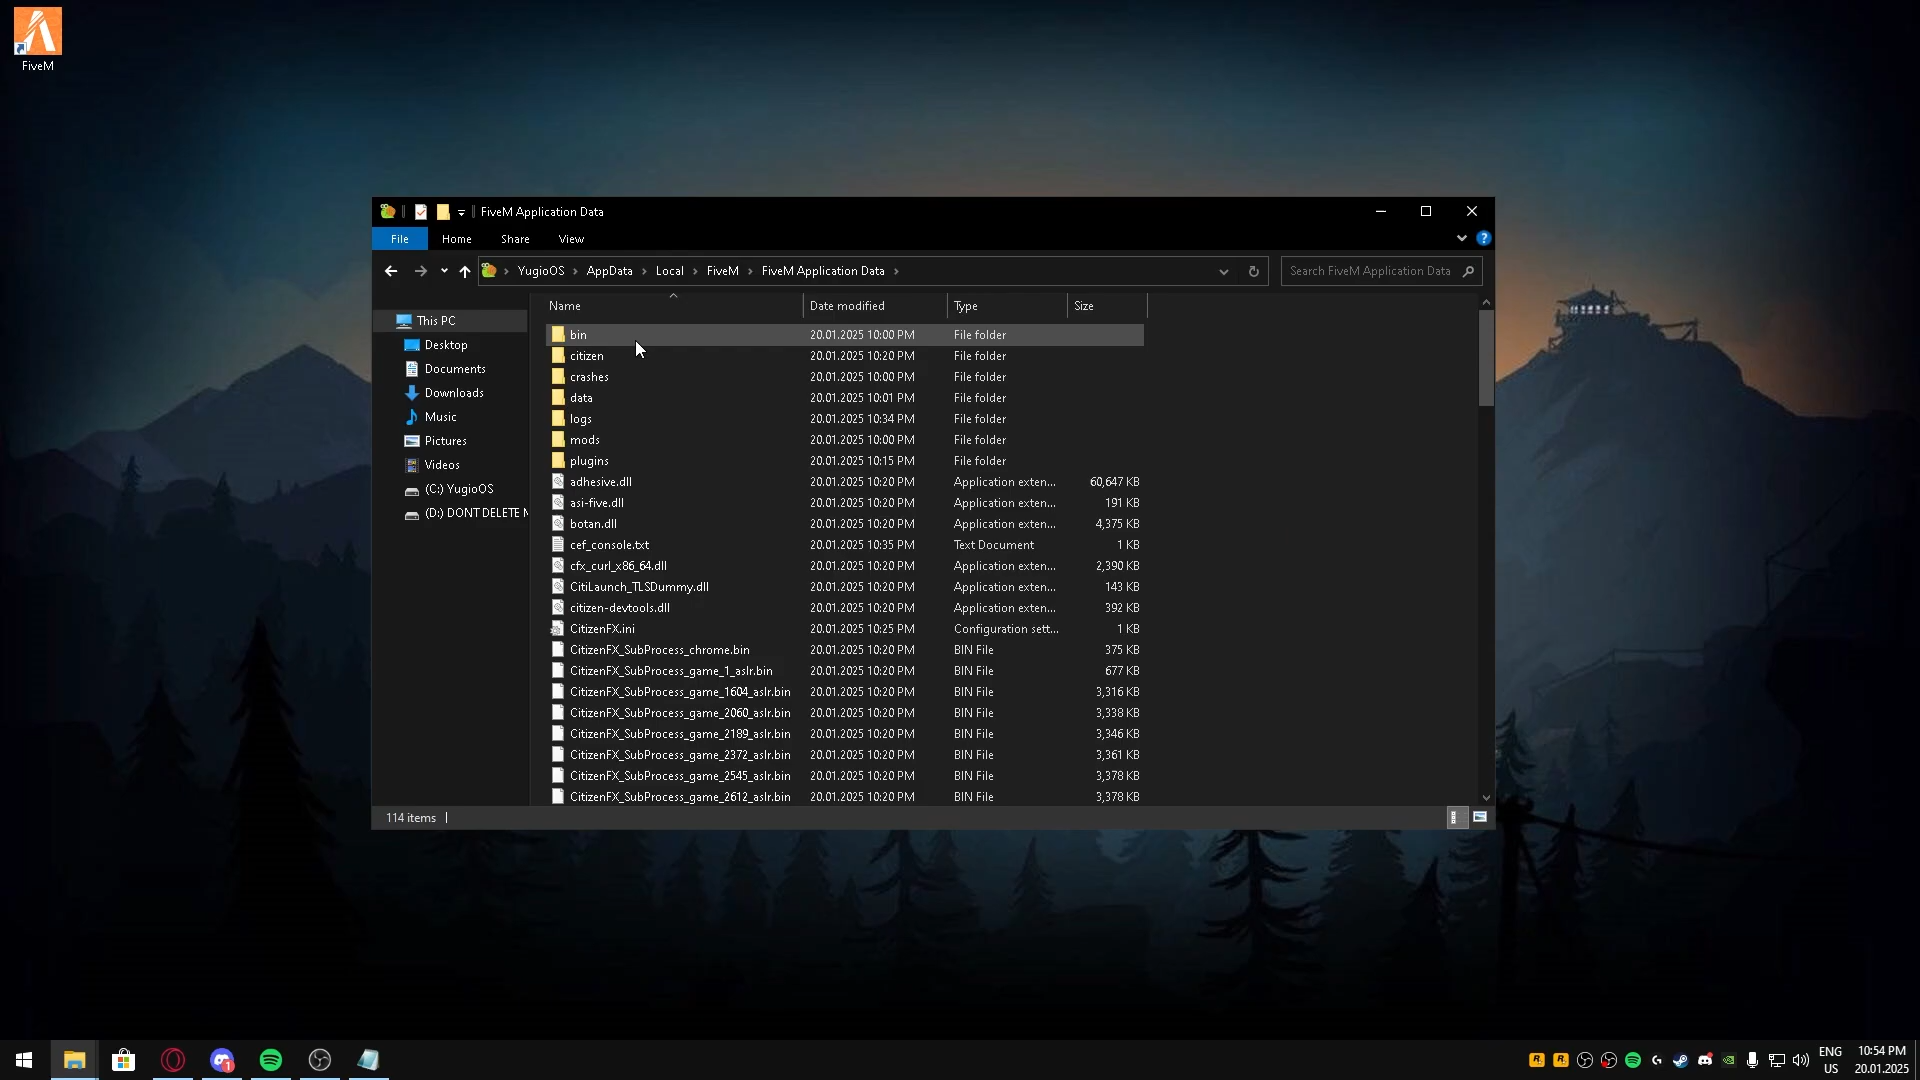 FiveM
FiveM Application Data
File Home Share View
YugioOS AppData Local FiveM FiveM Application Data
Search FiveM Application Data
Name Date modified Type Size
This PC
Desktop
Documents
Downloads
Music
Pictures
Videos
(C:) YugioOS
(D:) DONT DELETE
bin 20.01.2025 10:00 PM File folder
citizen 20.01.2025 10:20 PM File folder
crashes 20.01.2025 10:00 PM File folder
data 20.01.2025 10:01 PM File folder
logs 20.01.2025 10:34 PM File folder
mods 20.01.2025 10:00 PM File folder
plugins 20.01.2025 10:15 PM File folder
adhesive.dll 20.01.2025 10:20 PM Application exten... 60,647 KB
asi-five.dll 20.01.2025 10:20 PM Application exten... 191 KB
botan.dll 20.01.2025 10:20 PM Application exten... 4,375 KB
cef_console.txt 20.01.2025 10:35 PM Text Document 1 KB
cfx_curl_x86_64.dll 20.01.2025 10:20 PM Application exten... 2,390 KB
CitiLaunch_TLSDummy.dll 20.01.2025 10:20 PM Application exten... 143 KB
citizen-devtools.dll 20.01.2025 10:20 PM Application exten... 392 KB
CitizenFX.ini 20.01.2025 10:25 PM Configuration sett... 1 KB
CitizenFX_SubProcess_chrome.bin 20.01.2025 10:20 PM BIN File 375 KB
CitizenFX_SubProcess_game_1_aslr.bin 20.01.2025 10:20 PM BIN File 677 KB
CitizenFX_SubProcess_game_1604_aslr.bin 20.01.2025 10:20 PM BIN File 3,316 KB
CitizenFX_SubProcess_game_2060_aslr.bin 20.01.2025 10:20 PM BIN File 3,338 KB
CitizenFX_SubProcess_game_2189_aslr.bin 20.01.2025 10:20 PM BIN File 3,346 KB
CitizenFX_SubProcess_game_2372_aslr.bin 20.01.2025 10:20 PM BIN File 3,361 KB
CitizenFX_SubProcess_game_2545_aslr.bin 20.01.2025 10:20 PM BIN File 3,378 KB
CitizenFX_SubProcess_game_2612_aslr.bin 20.01.2025 10:20 PM BIN File 3,378 KB
114 items
ENG
US
10:54 PM
20.01.2025